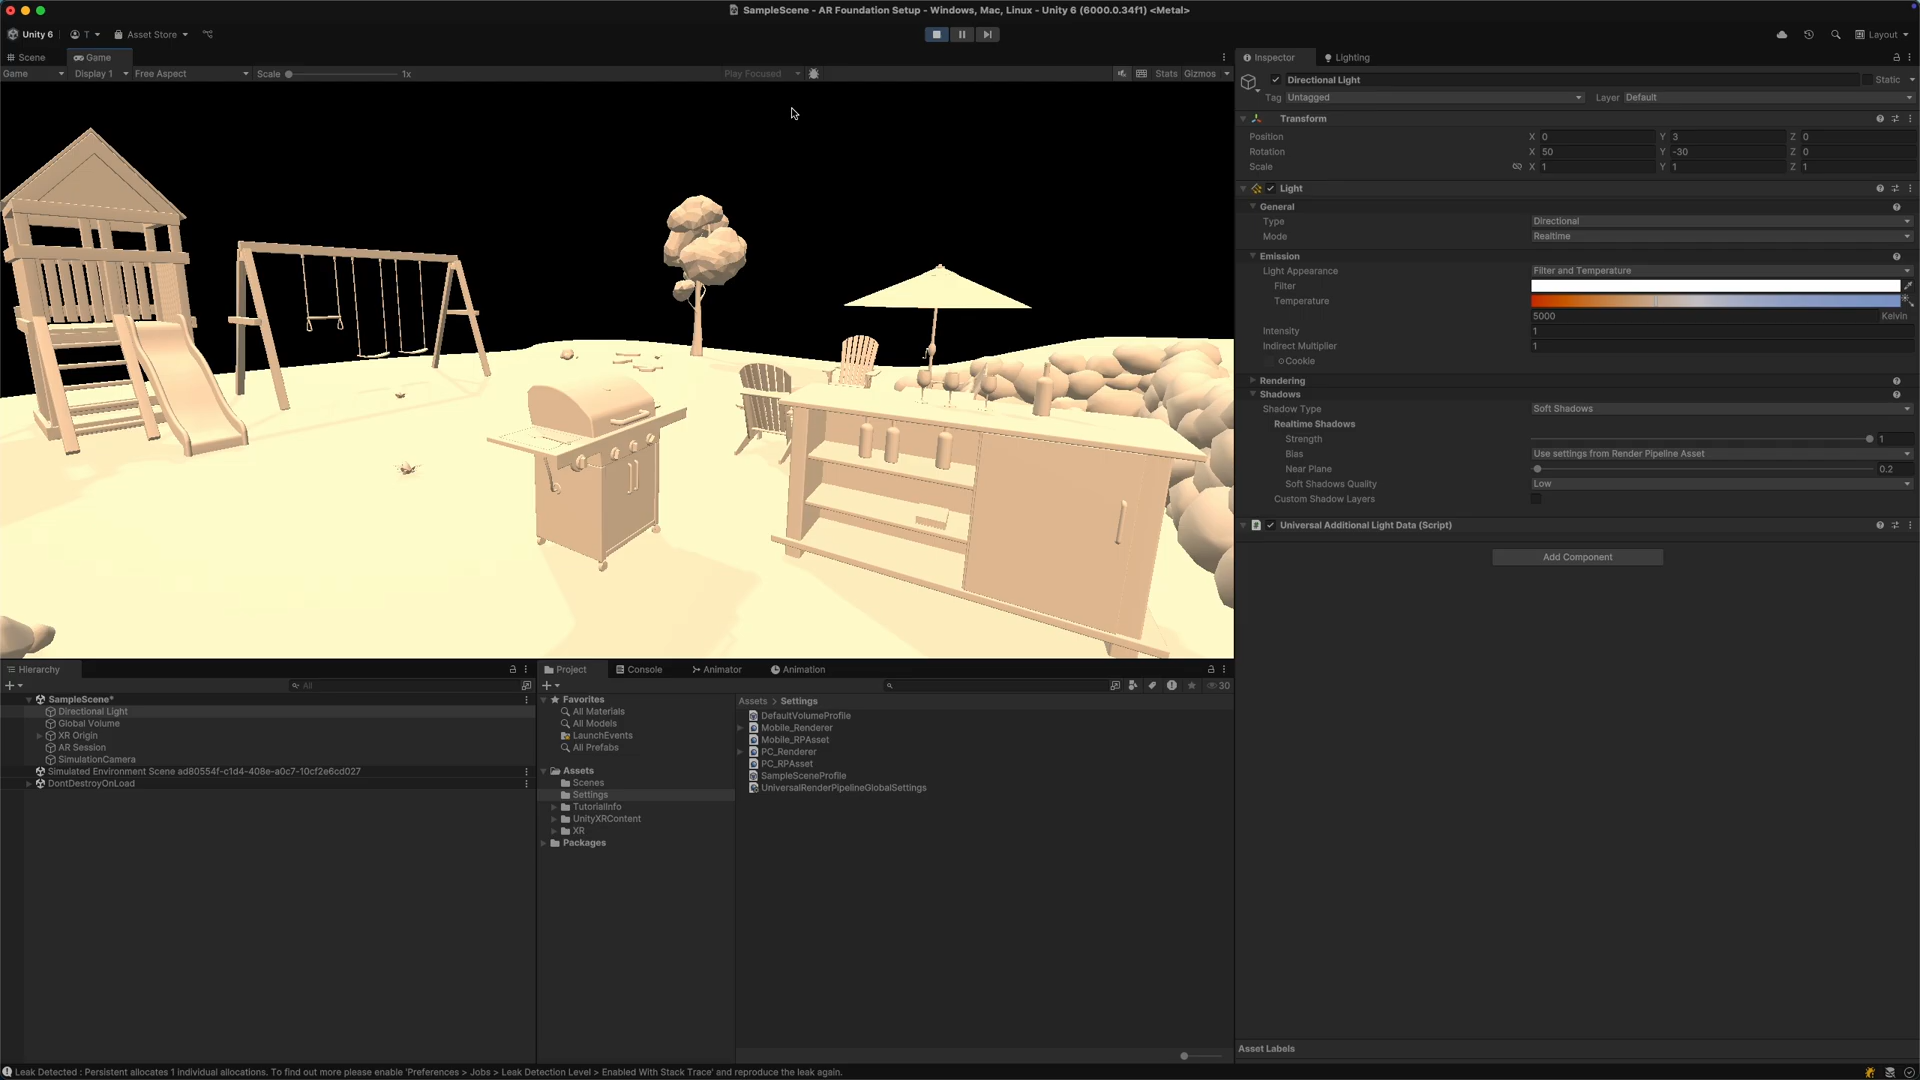 SampleScene - AR Foundation Setup - Windows, Mac, Linux - Unity 6 (6000.0.34f1) <Metal>
Unity 6
T
Asset Store
Layout
Scene
Game
Game
Display 1
Free Aspect
Scale
1x
Play Focused
Stats
Gizmos
Inspector
Lighting
Directional Light
Static
Tag
Untagged
Layer
Default
Transform
Position
X 0
Y 3
Z 0
Rotation
X 50
Y -30
Z 0
Scale
X 1
Y 1
Z 1
Light
General
Type
Directional
Mode
Realtime
Emission
Light Appearance
Filter and Temperature
Filter
Temperature
5000
Kelvin
Intensity
1
Indirect Multiplier
1
Cookie
Rendering
Shadows
Shadow Type
Soft Shadows
Realtime Shadows
Strength
1
Bias
Use settings from Render Pipeline Asset
Near Plane
0.2
Soft Shadows Quality
Low
Custom Shadow Layers
Universal Additional Light Data (Script)
Add Component
Asset Labels
Hierarchy
All
SampleScene*
Directional Light
Global Volume
XR Origin
AR Session
SimulationCamera
Simulated Environment Scene ad80554f-c1d4-408e-a0c7-10cf2e6cd027
DontDestroyOnLoad
Project
Console
Animator
Animation
30
Favorites
All Materials
All Models
LaunchEvents
All Prefabs
Assets
Scenes
Settings
TutorialInfo
UnityXRContent
XR
Packages
Assets > Settings
DefaultVolumeProfile
Mobile_Renderer
Mobile_RPAsset
PC_Renderer
PC_RPAsset
SampleSceneProfile
UniversalRenderPipelineGlobalSettings
Leak Detected : Persistent allocates 1 individual allocations. To find out more please enable 'Preferences > Jobs > Leak Detection Level > Enabled With Stack Trace' and reproduce the leak again.